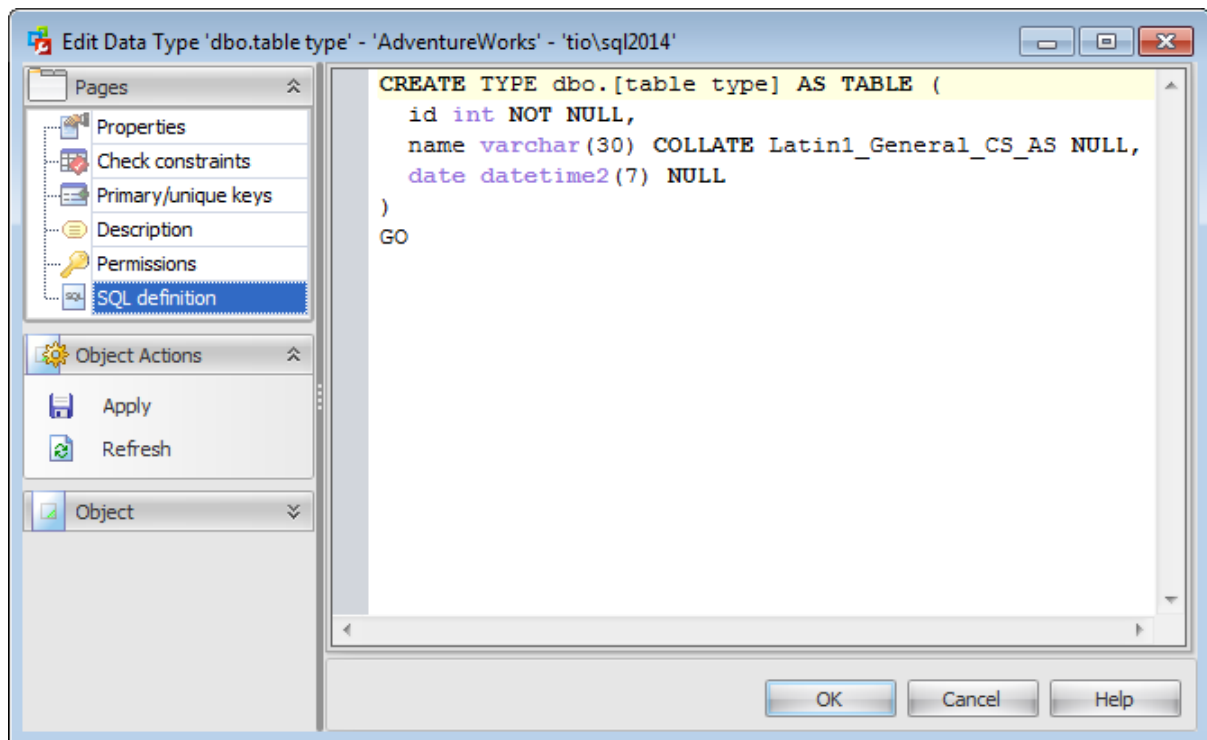 Edit Data Type 'dbo.table type' - 'AdventureWorks' - 'tio\sql2014'
Pages
Properties
Check constraints
Primary/unique keys
Description
Permissions
SQL
SQL definition
Object Actions
Apply
Refresh
Object
CREATE TYPE dbo.[table type] AS TABLE (
id int NOT NULL,
name varchar(30) COLLATE Latin1_General_CS_AS NULL,
date datetime2(7) NULL
)
GO
OK
Cancel
Help